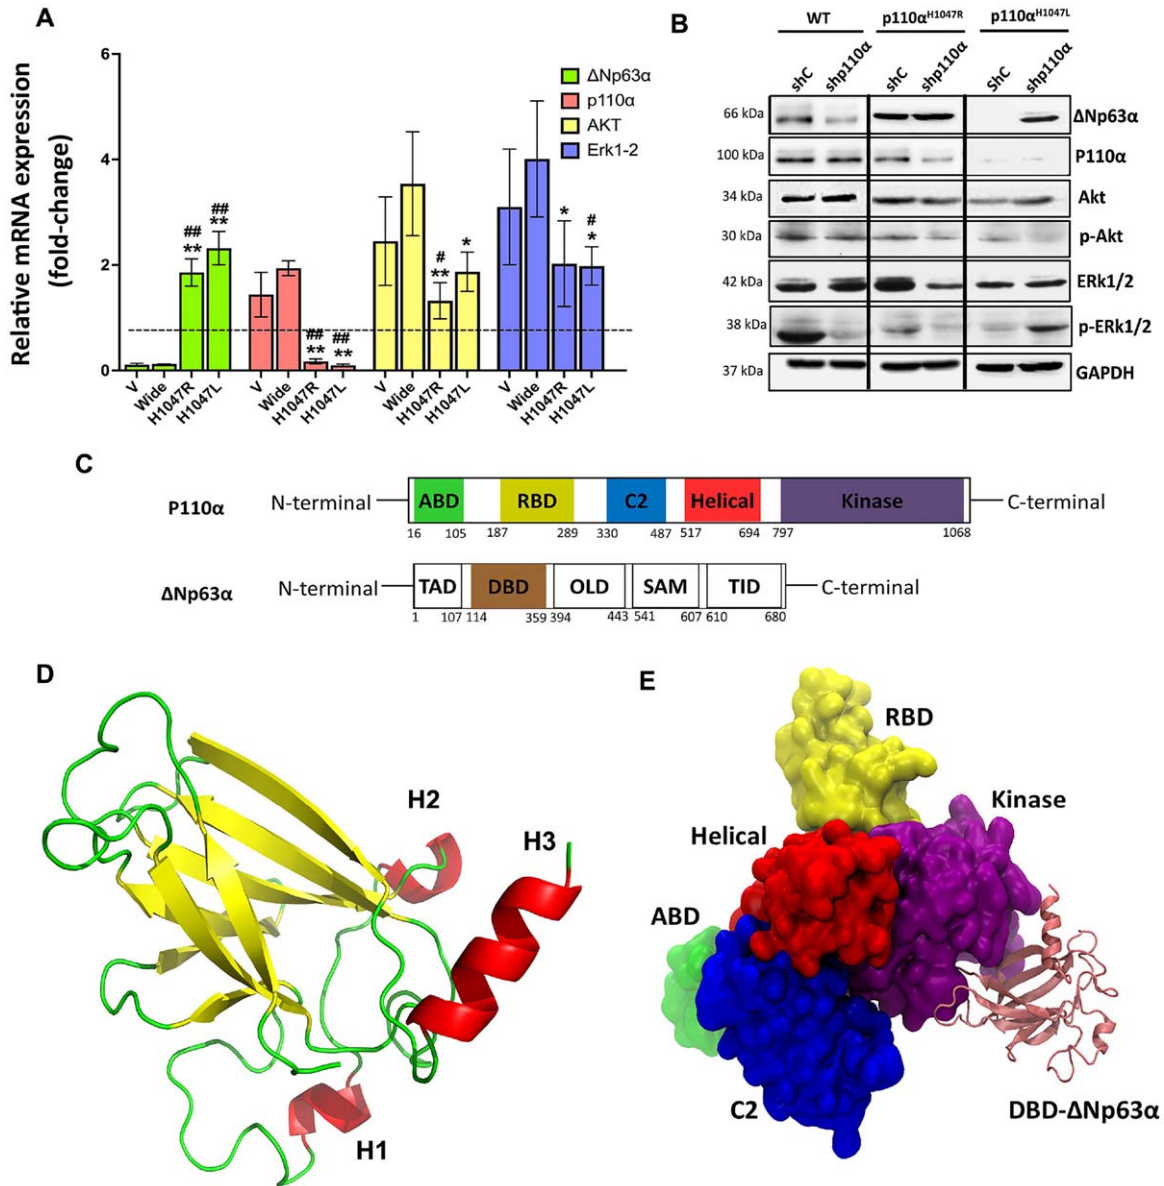 A
Relative mRNA expression
(fold-change)
6
4
2
0
ΔNp63α
p110α
AKT
Erk1-2
## ** ## **
## ** ## **
# ** *
* # *
V Wide H1047R H1047L
V Wide H1047R H1047L
V Wide H1047R H1047L
V Wide H1047R H1047L
B
WT p110αH1047R p110αH1047L
shC shp110α shC shp110α ShC shp110α
66 kDa ΔNp63α
100 kDa P110α
34 kDa Akt
30 kDa p-Akt
42 kDa ERk1/2
38 kDa p-ERk1/2
37 kDa GAPDH
C
P110α N-terminal ABD RBD C2 Helical Kinase C-terminal
16 105 187 289 330 487 517 694 797 1068
ΔNp63α N-terminal TAD DBD OLD SAM TID C-terminal
1 107 114 359 394 443 541 607 610 680
D
H2
H3
H1
E
RBD
Kinase
Helical
ABD
C2
DBD-ΔNp63α